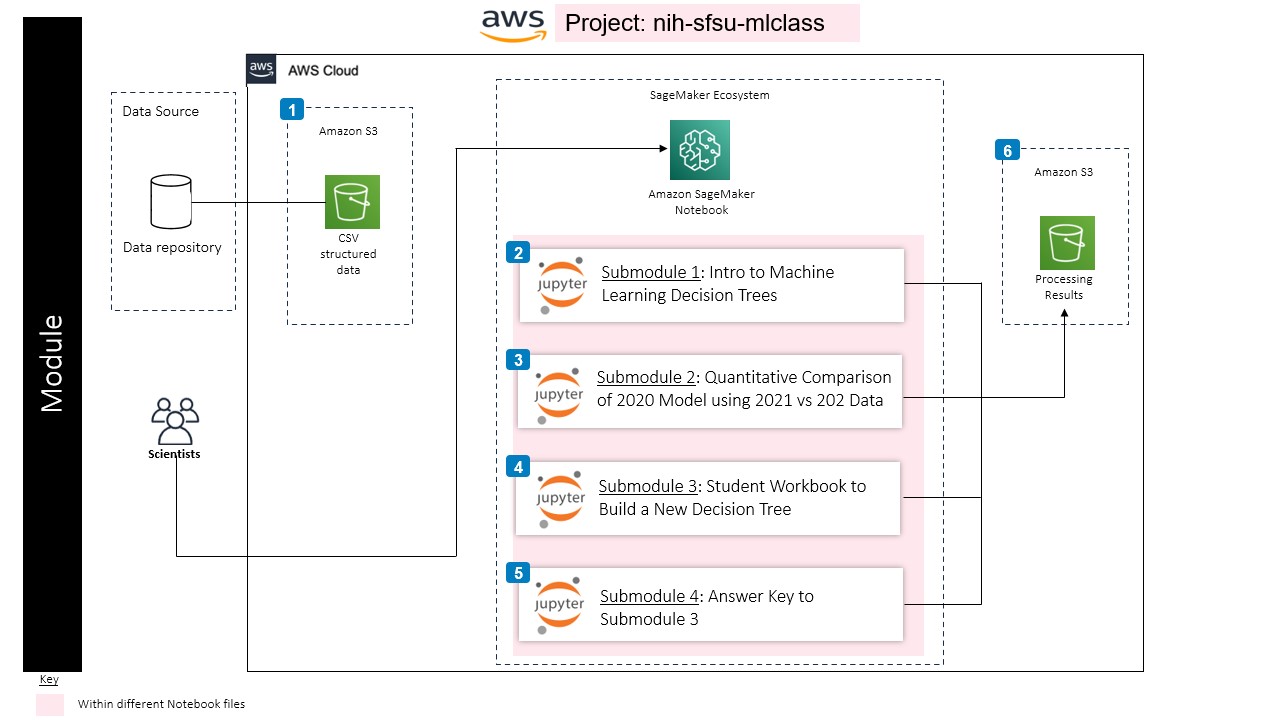 aws
Project: nih-sfsu-mlclass
Module
aws
AWS Cloud
Data Source
Data repository
1
Amazon S3
CSV
structured
data
Scientists
SageMaker Ecosystem
Amazon SageMaker
Notebook
2
jupyter
Submodule 1: Intro to Machine
Learning Decision Trees
3
jupyter
Submodule 2: Quantitative Comparison
of 2020 Model using 2021 vs 202 Data
4
jupyter
Submodule 3: Student Workbook to
Build a New Decision Tree
5
jupyter
Submodule 4: Answer Key to
Submodule 3
6
Amazon S3
Processing
Results
Key
Within different Notebook files